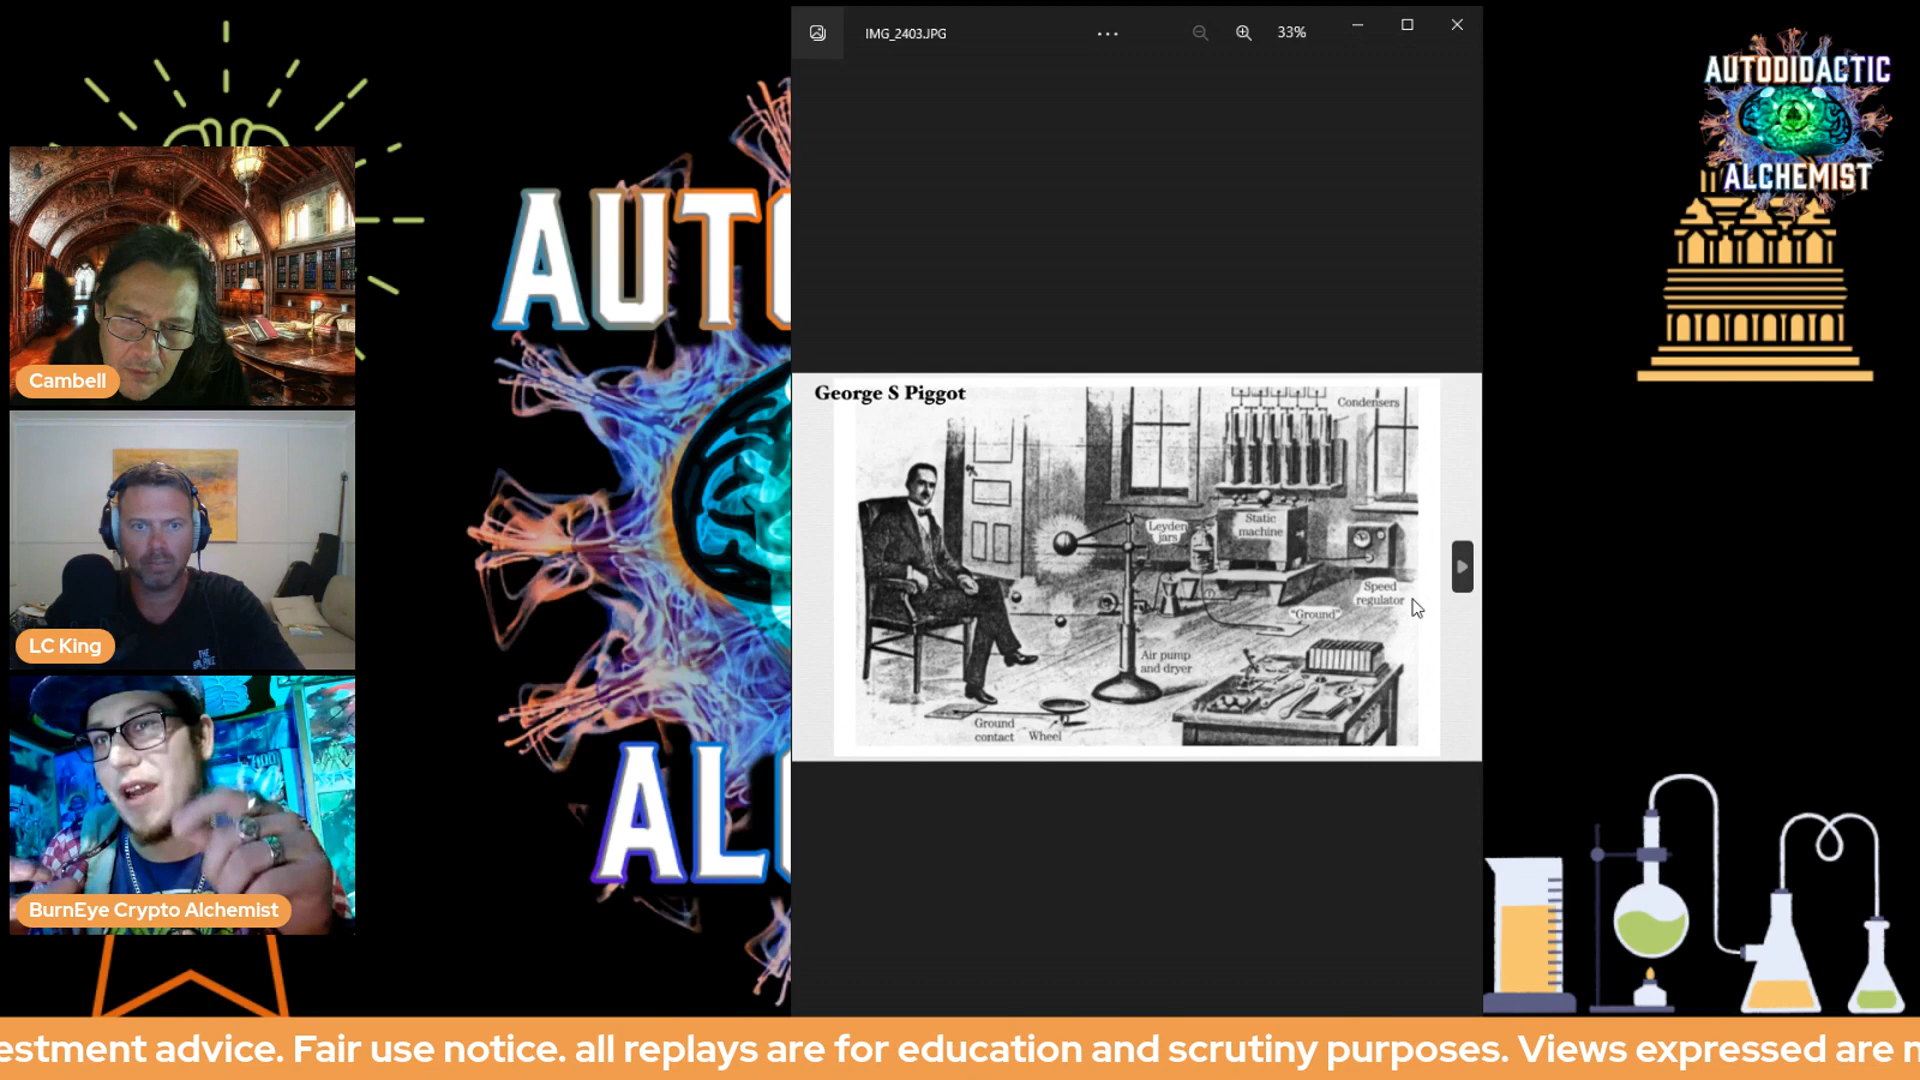 IMG_2403.JPG
33%
AUTODIDACTIC
ALCHEMIST
AUTO
AL
Cambell
LC King
BurnEye Crypto Alchemist
George S Piggot
Condensers
Leyden
jars
Static
machine
Speed
regulator
"Ground"
Air pump
and dryer
Ground
contact
Wheel
estment advice. Fair use notice. all replays are for education and scrutiny purposes. Views expressed are n